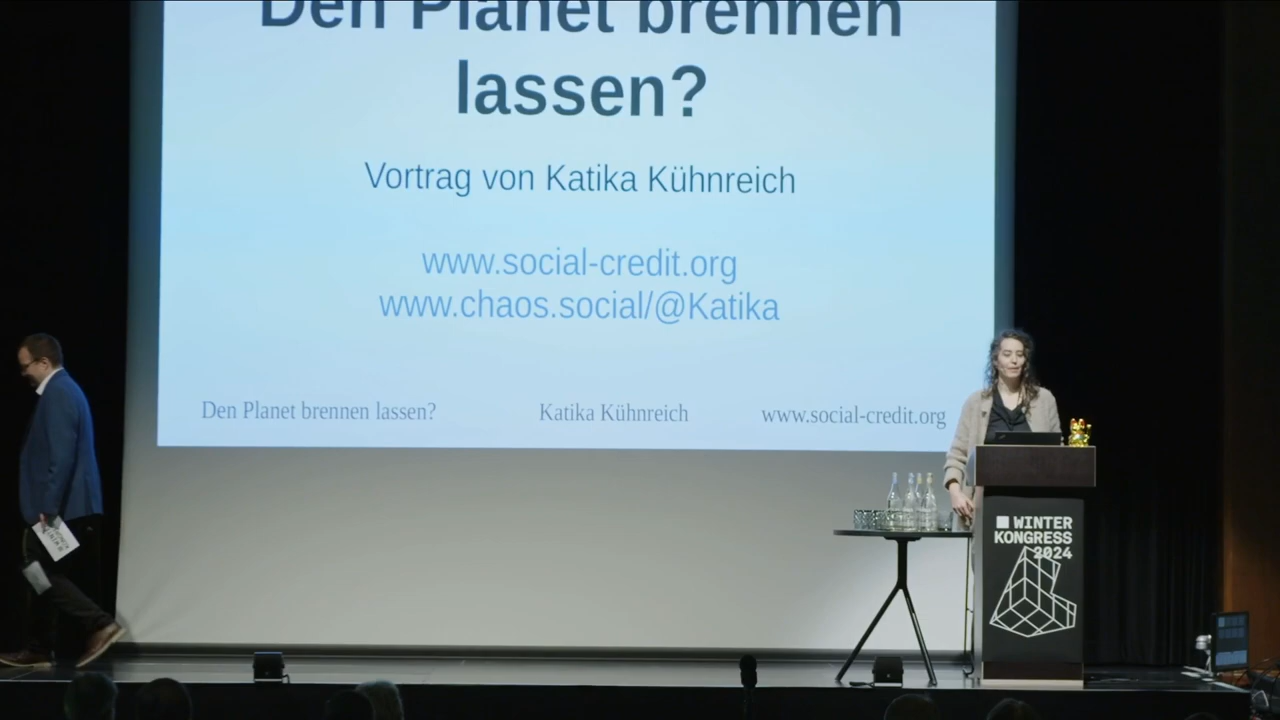 Den Planet brennen
lassen?
Vortrag von Katika Kühnreich
www.social-credit.org
www.chaos.social/@Katika
Den Planet brennen lassen? Katika Kühnreich www.social-credit.org
WINTER
KONGRESS
2024